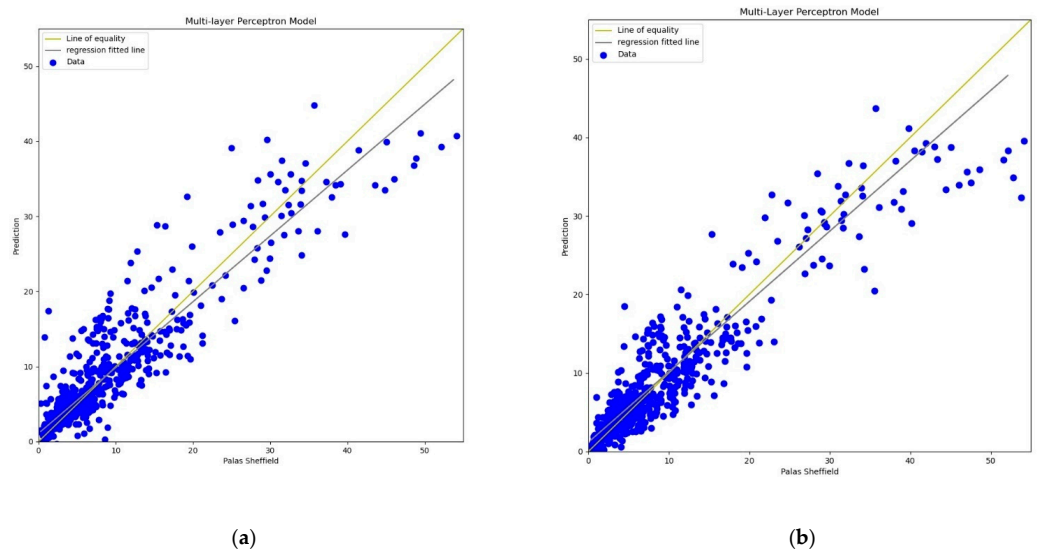 Multi-layer Perceptron Model
Line of equality
regression fitted line
Data
50
40
30
20
10
0
0 10 20 30 40 50
Prediction
Palas Sheffield
(a)
Multi-Layer Perceptron Model
Line of equality
regression fitted line
Data
50
40
30
20
10
0
0 10 20 30 40 50
Prediction
Palas Sheffield
(b)